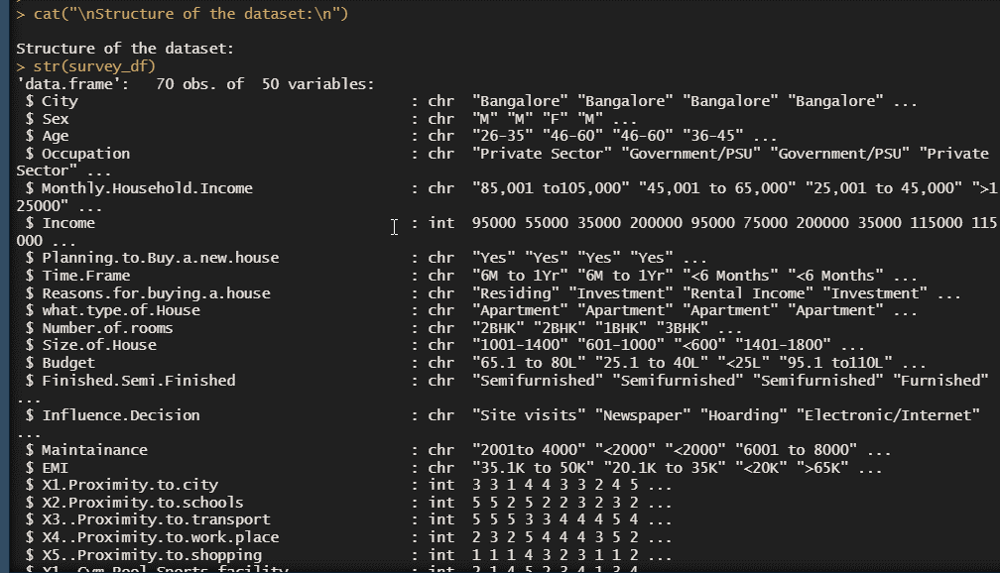 > cat("\nStructure of the dataset:\n")
Structure of the dataset:
> str(survey_df)
'data.frame':   70 obs. of  50 variables:
 $ City                                 : chr  "Bangalore" "Bangalore" "Bangalore" "Bangalore" ...
 $ Sex                                  : chr  "M" "M" "F" "M" ...
 $ Age                                  : chr  "26-35" "46-60" "46-60" "36-45" ...
 $ Occupation                           : chr  "Private Sector" "Government/PSU" "Government/PSU" "Private
Sector" ...
 $ Monthly.Household.Income             : chr  "85,001 to105,000" "45,001 to 65,000" "25,001 to 45,000" ">1
25000" ...
 $ Income                               : int  95000 55000 35000 200000 95000 75000 200000 35000 115000 115
000 ...
 $ Planning.to.Buy.a.new.house          : chr  "Yes" "Yes" "Yes" "Yes" ...
 $ Time.Frame                           : chr  "6M to 1Yr" "6M to 1Yr" "<6 Months" "<6 Months" ...
 $ Reasons.for.buying.a.house           : chr  "Residing" "Investment" "Rental Income" "Investment" ...
 $ what.type.of.House                   : chr  "Apartment" "Apartment" "Apartment" "Apartment" ...
 $ Number.of.rooms                      : chr  "2BHK" "2BHK" "1BHK" "3BHK" ...
 $ Size.of.House                        : chr  "1001-1400" "601-1000" "<600" "1401-1800" ...
 $ Budget                               : chr  "65.1 to 80L" "25.1 to 40L" "<25L" "95.1 to110L" ...
 $ Finished.Semi.Finished               : chr  "Semifurnished" "Semifurnished" "Semifurnished" "Furnished"
...
 $ Influence.Decision                   : chr  "Site visits" "Newspaper" "Hoarding" "Electronic/Internet"
...
 $ Maintainance                         : chr  "2001to 4000" "<2000" "<2000" "6001 to 8000" ...
 $ EMI                                  : chr  "35.1K to 50K" "20.1K to 35K" "<20K" ">65K" ...
 $ X1.Proximity.to.city                 : int  3 3 1 4 4 3 3 2 4 5 ...
 $ X2.Proximity.to.schools              : int  5 5 2 5 2 2 3 2 3 2 ...
 $ X3..Proximity.to.transport           : int  5 5 5 3 3 4 4 4 5 4 ...
 $ X4..Proximity.to.work.place          : int  2 3 2 5 4 4 4 3 5 2 ...
 $ X5..Proximity.to.shopping            : int  1 1 1 4 3 2 3 1 1 2 ...
 $ X1..Gym.Pool.Sports.facility         : int  2 1 4 5 2 3 4 1 3 4 ...